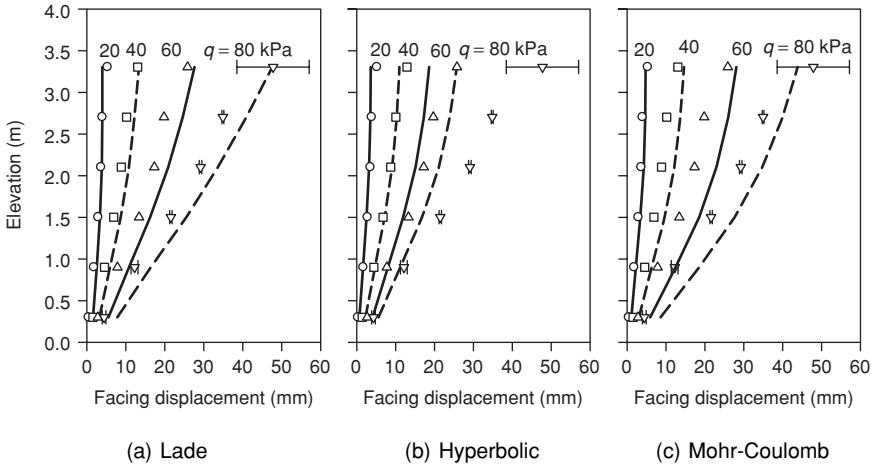 4.0
3.5
3.0
2.5
2.0
1.5
1.0
0.5
0.0
Elevation (m)
20 40 60 q = 80 kPa
0 10 20 30 40 50 60
Facing displacement (mm)
(a) Lade
20 40 60 q = 80 kPa
0 10 20 30 40 50 60
Facing displacement (mm)
(b) Hyperbolic
20 40 60 q = 80 kPa
0 10 20 30 40 50 60
Facing displacement (mm)
(c) Mohr-Coulomb